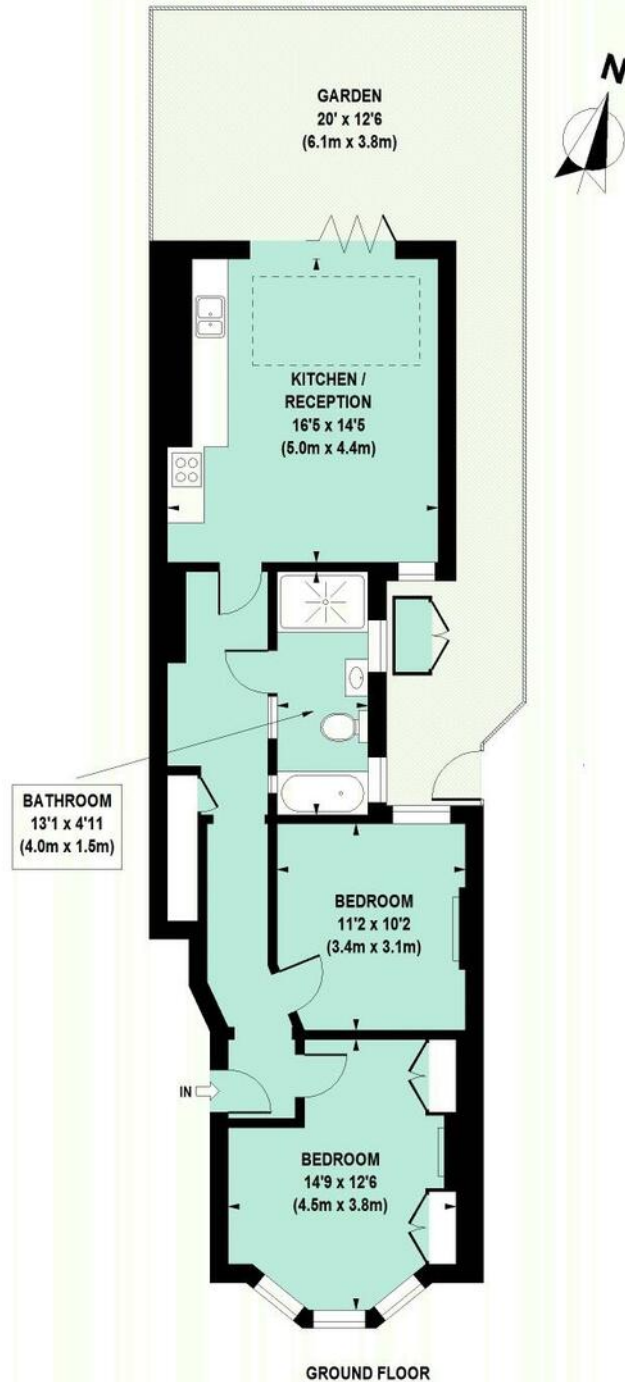 N
GARDEN
20' x 12'6
(6.1m x 3.8m)
KITCHEN /
RECEPTION
16'5 x 14'5
(5.0m x 4.4m)
BATHROOM
13'1 x 4'11
(4.0m x 1.5m)
BEDROOM
11'2 x 10'2
(3.4m x 3.1m)
IN
BEDROOM
14'9 x 12'6
(4.5m x 3.8m)
GROUND FLOOR